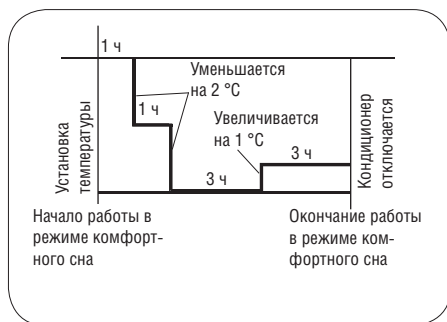 1 ч
Уменьшается
на 2 °C
1 ч
Увеличивается
на 1 °C
3 ч
3 ч
Установка
температуры
Кондиционер
отключается
Начало работы в
режиме комфорт-
ного сна
Окончание работы
в режиме ком-
фортного сна